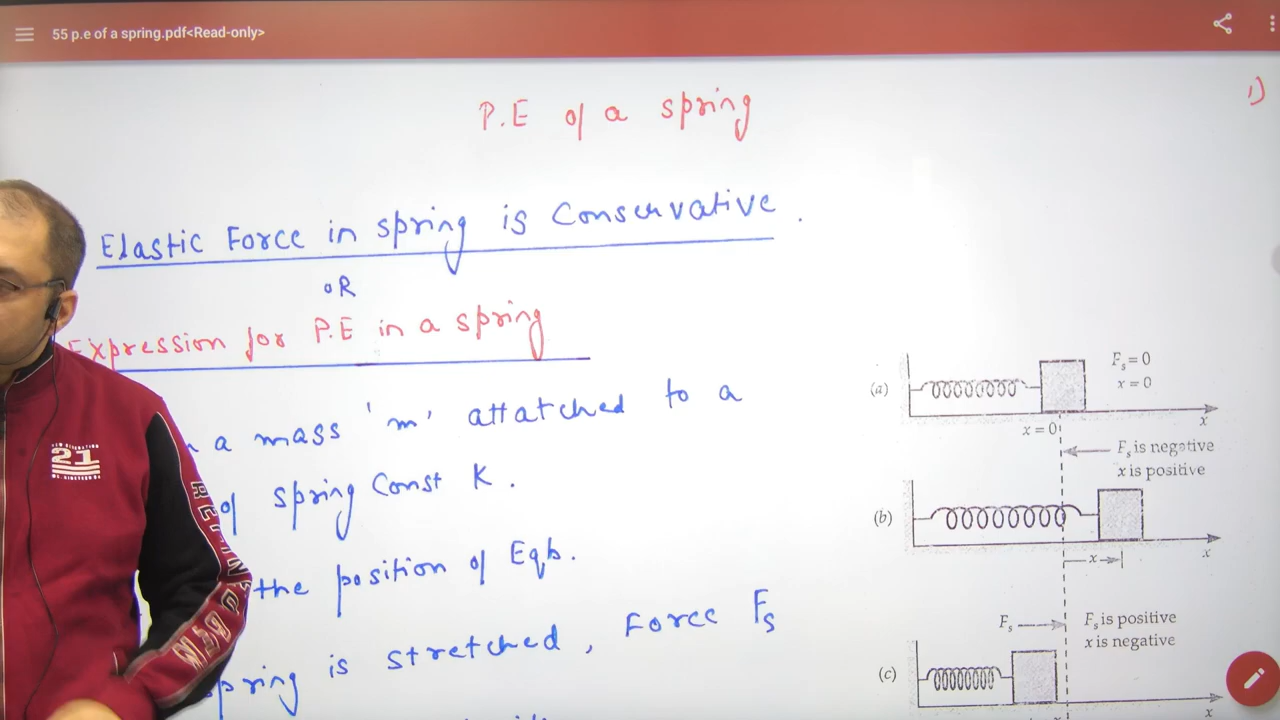 55 p.e of a spring.pdf<Read-only>
1)
P.E of a spring
Elastic Force in spring is Conservative.
OR
Expression for P.E in a spring
a mass 'm' attatched to a
of spring Const K.
the position of Eqb.
spring is stretched, Force Fs
(a)
Fs = 0
x = 0
x = 0
x
Fs is negative
x is positive
(b)
x
x
Fs
Fs is positive
x is negative
(c)
x
21